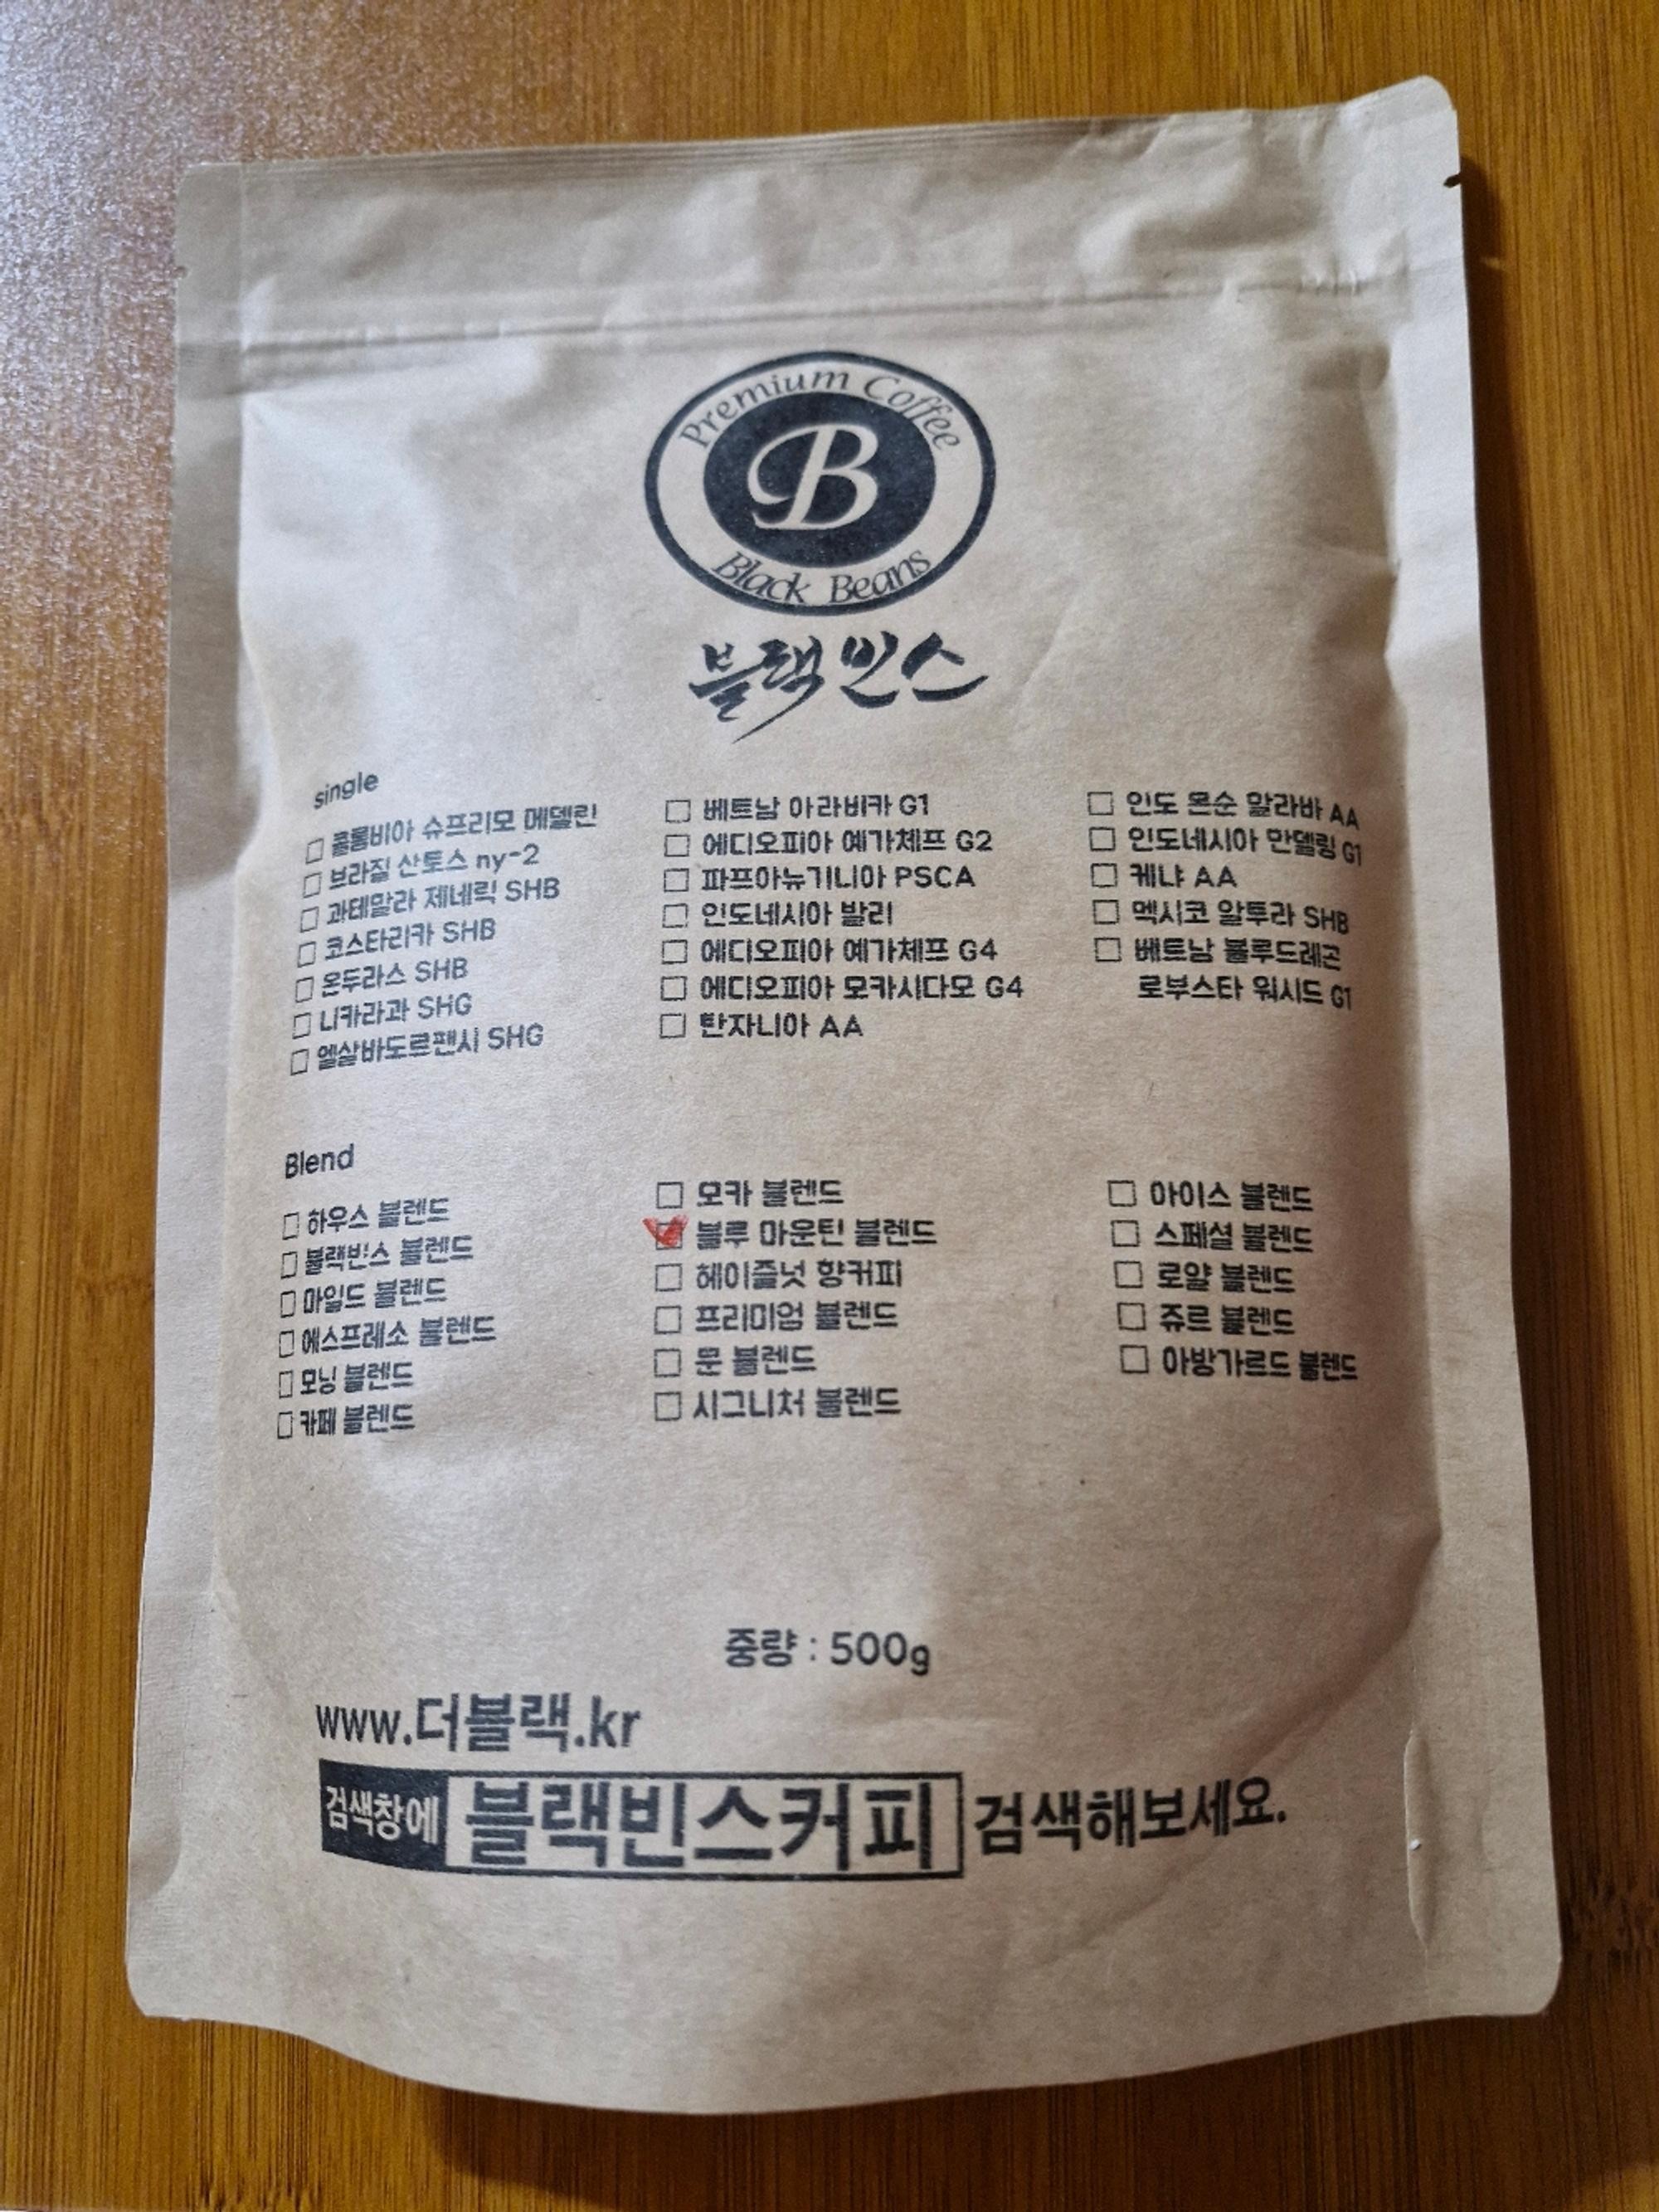 Premium Coffee
B
Black Beans
블랙빈스
single
□ 콜롬비아 슈프리모 메델린
□ 브라질 산토스 ny-2
□ 과테말라 제네릭 SHB
□ 코스타리카 SHB
□ 온두라스 SHB
□ 니카라과 SHG
□ 엘살바도르팬시 SHG
□ 베트남 아라비카 G1
□ 에디오피아 예가체프 G2
□ 파프아뉴기니아 PSCA
□ 인도네시아 발리
□ 에디오피아 예가체프 G4
□ 에디오피아 모카시다모 G4
□ 탄자니아 AA
□ 인도 몬순 말라바 AA
□ 인도네시아 만델링 G1
□ 케냐 AA
□ 멕시코 알투라 SHB
□ 베트남 블루드레곤
로부스타 워시드 G1
Blend
□ 하우스 블렌드
□ 블랙빈스 블렌드
□ 마일드 블렌드
□ 에스프레소 블렌드
□ 모닝 블렌드
□ 카페 블렌드
□ 모카 블렌드
☑ 블루 마운틴 블렌드
□ 헤이즐넛 향커피
□ 프리미엄 블렌드
□ 문 블렌드
□ 시그니처 블렌드
□ 아이스 블렌드
□ 스페셜 블렌드
□ 로얄 블렌드
□ 쥬르 블렌드
□ 아방가르드 블렌드
중량 : 500g
www.더블랙.kr
검색창에 블랙빈스커피 검색해보세요.